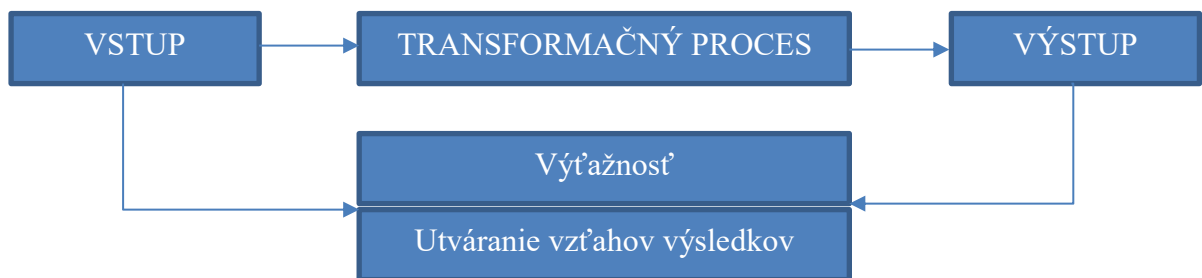 VSTUP
TRANSFORMAČNÝ PROCES
VÝSTUP
Výťažnosť
Utváranie vzťahov výsledkov